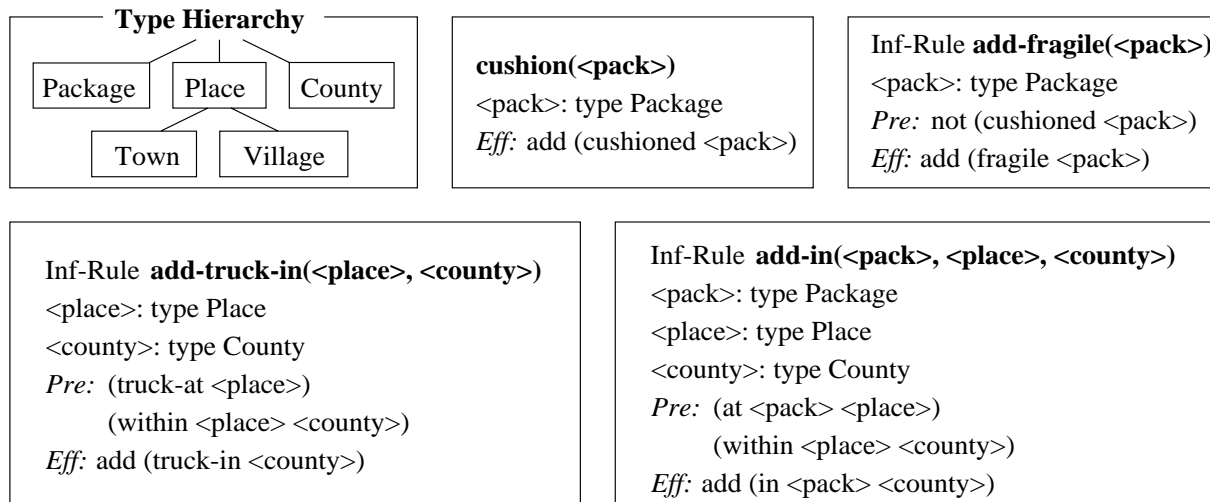 Type Hierarchy
Package Place County
Town Village
cushion(<pack>)
<pack>: type Package
Eff: add (cushioned <pack>)
Inf-Rule add-fragile(<pack>)
<pack>: type Package
Pre: not (cushioned <pack>)
Eff: add (fragile <pack>)
Inf-Rule add-truck-in(<place>, <county>)
<place>: type Place
<county>: type County
Pre: (truck-at <place>)
(within <place> <county>)
Eff: add (truck-in <county>)
Inf-Rule add-in(<pack>, <place>, <county>)
<pack>: type Package
<place>: type Place
<county>: type County
Pre: (at <pack> <place>)
(within <place> <county>)
Eff: add (in <pack> <county>)